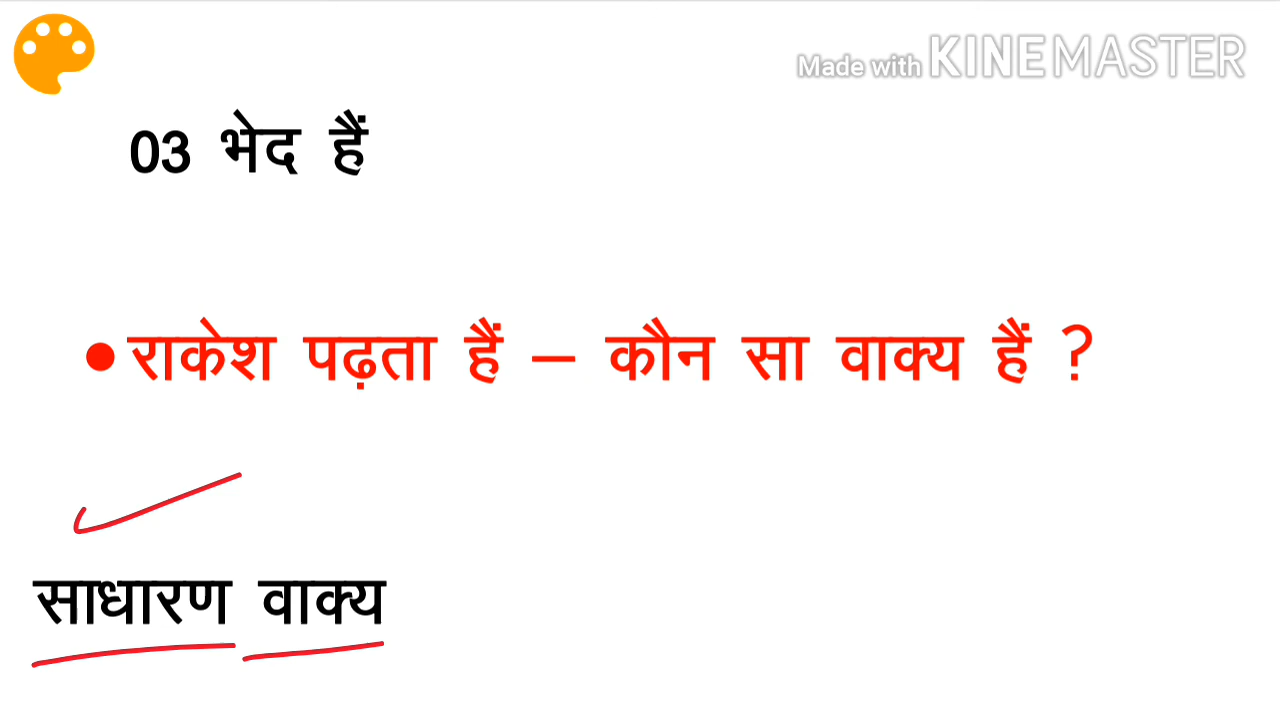 Made with KINEMASTER
03 भेद हैं
•राकेश पढ़ता हैं – कौन सा वाक्य हैं ?
साधारण वाक्य